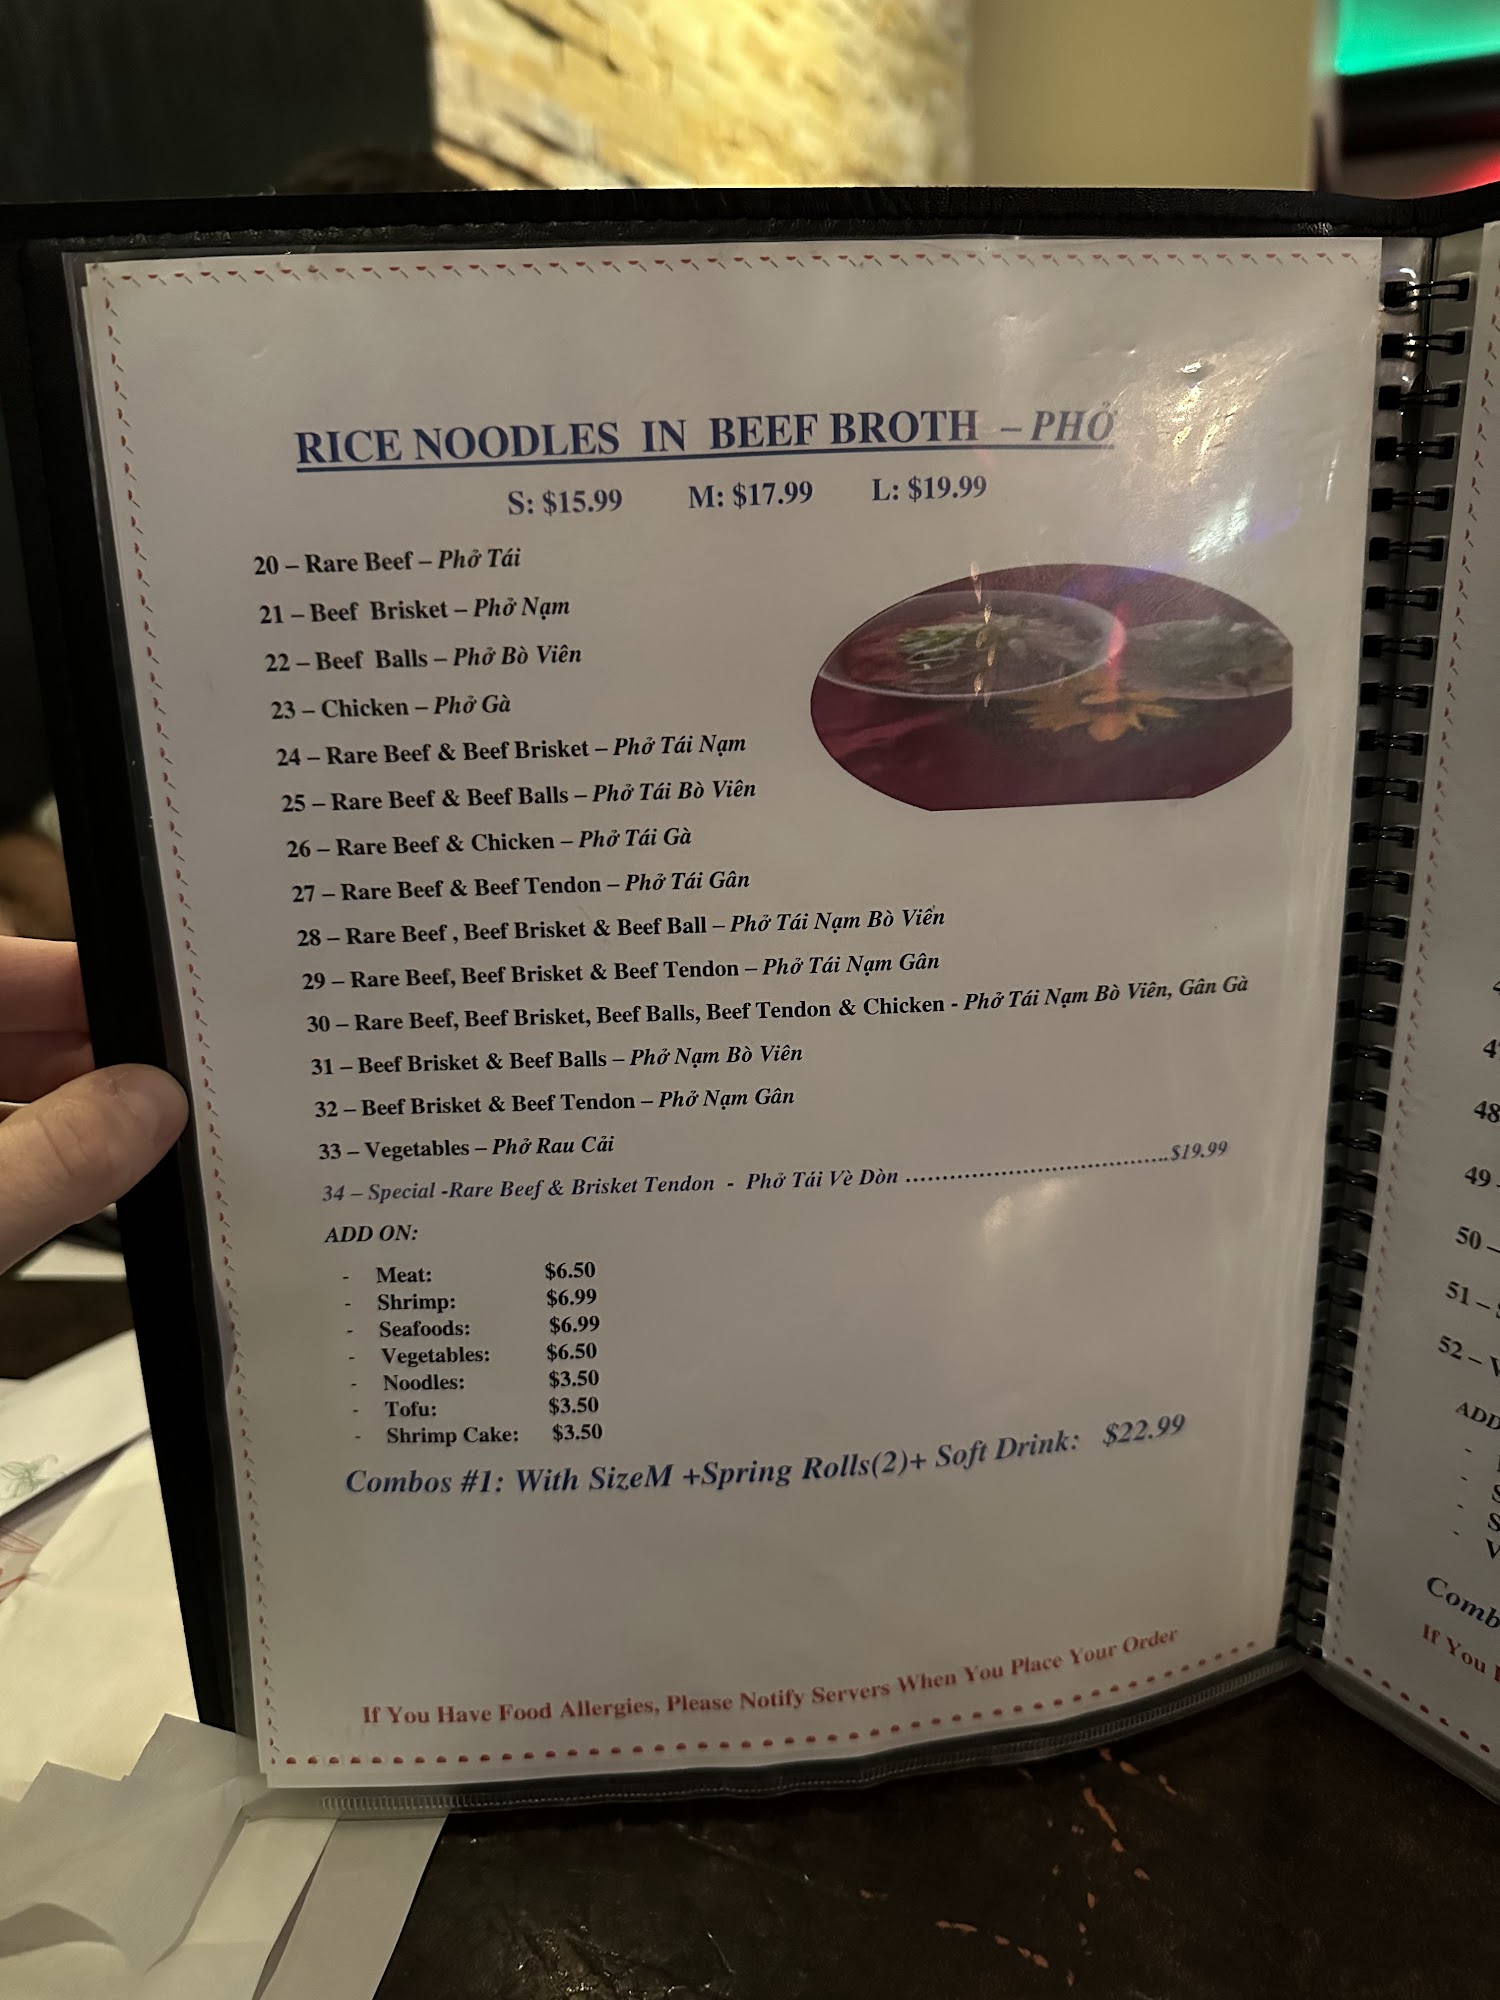 RICE NOODLES IN BEEF BROTH – PHỞ
S: $15.99 M: $17.99 L: $19.99
20 – Rare Beef – Phở Tái
21 – Beef Brisket – Phở Nạm
22 – Beef Balls – Phở Bò Viên
23 – Chicken – Phở Gà
24 – Rare Beef & Beef Brisket – Phở Tái Nạm
25 – Rare Beef & Beef Balls – Phở Tái Bò Viên
26 – Rare Beef & Chicken – Phở Tái Gà
27 – Rare Beef & Beef Tendon – Phở Tái Gân
28 – Rare Beef , Beef Brisket & Beef Ball – Phở Tái Nạm Bò Viên
29 – Rare Beef, Beef Brisket & Beef Tendon – Phở Tái Nạm Gân
30 – Rare Beef, Beef Brisket, Beef Balls, Beef Tendon & Chicken - Phở Tái Nạm Bò Viên, Gân Gà
31 – Beef Brisket & Beef Balls – Phở Nạm Bò Viên
32 – Beef Brisket & Beef Tendon – Phở Nạm Gân
33 – Vegetables – Phở Rau Cải
34 – Special -Rare Beef & Brisket Tendon - Phở Tái Vè Dòn ........................................$19.99
ADD ON:
- Meat: $6.50
- Shrimp: $6.99
- Seafoods: $6.99
- Vegetables: $6.50
- Noodles: $3.50
- Tofu: $3.50
- Shrimp Cake: $3.50
Combos #1: With SizeM +Spring Rolls(2)+ Soft Drink: $22.99
If You Have Food Allergies, Please Notify Servers When You Place Your Order
48
49 -
50 –
51 –
52 –
ADD
Comb
If You